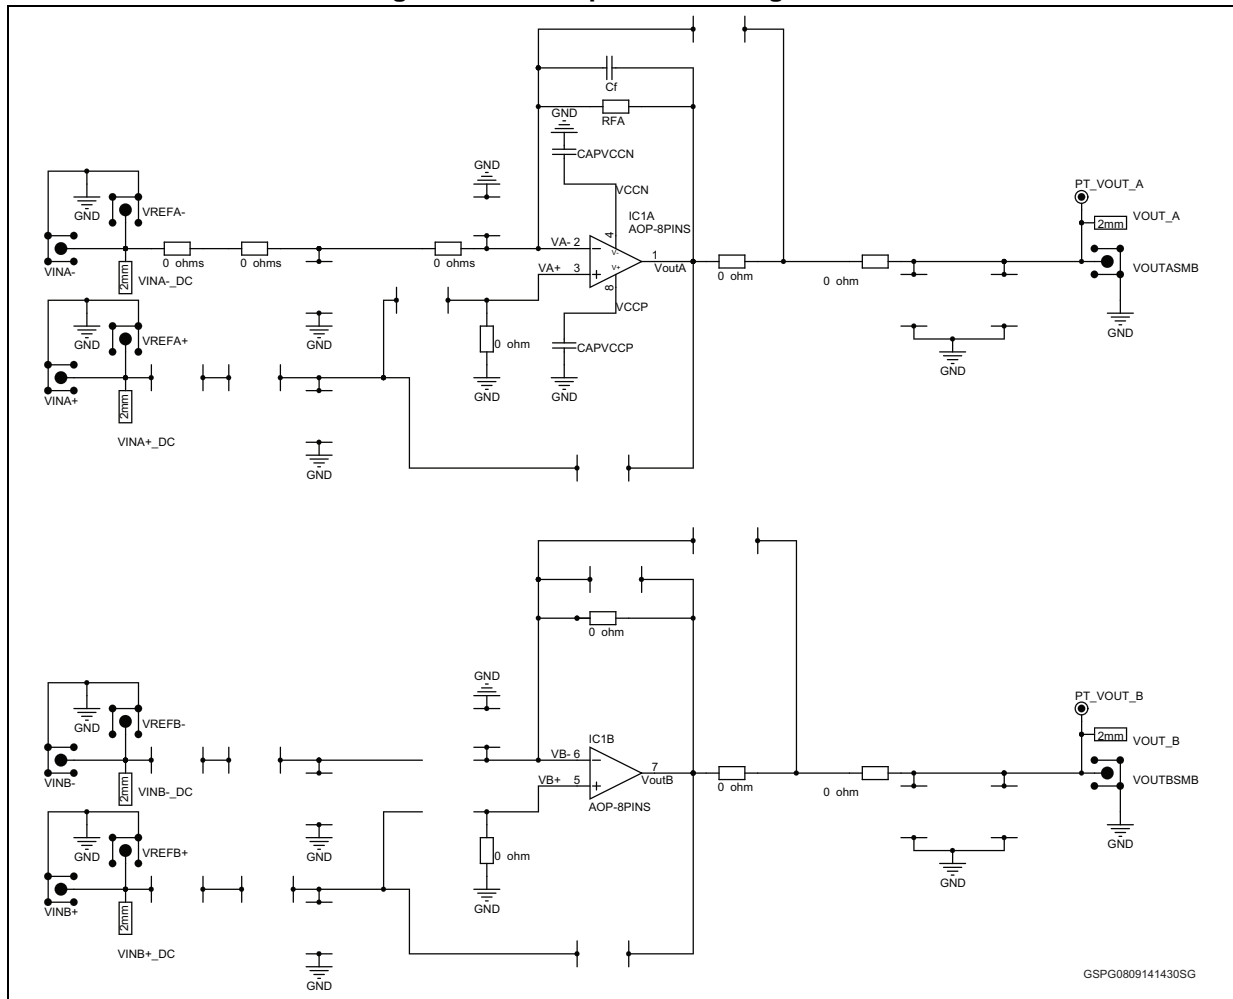 Cf
GND
RFA
CAPVCCN
GND
VCCN
PT_VOUT_A
GND
VREFA-
IC1A
AOP-8PINS
2mm
VOUT_A
4
VA- 2
V-
1
VoutA
0 ohms
0 ohms
0 ohms
VINA-
2mm
VINA-_DC
VA+
3
V+
8
0 ohm
0 ohm
VOUTASMB
VCCP
GND
VREFA+
GND
0 ohm
CAPVCCP
GND
GND
VINA+
2mm
GND
GND
VINA+_DC
GND
0 ohm
GND
PT_VOUT_B
GND
VREFB-
IC1B
2mm
VOUT_B
VB- 6
7
VoutB
VINB-
2mm
VINB-_DC
VB+
5
0 ohm
0 ohm
VOUTBSMB
AOP-8PINS
GND
VREFB+
GND
0 ohm
GND
GND
VINB+
2mm
GND
VINB+_DC
GND
GSPG0809141430SG